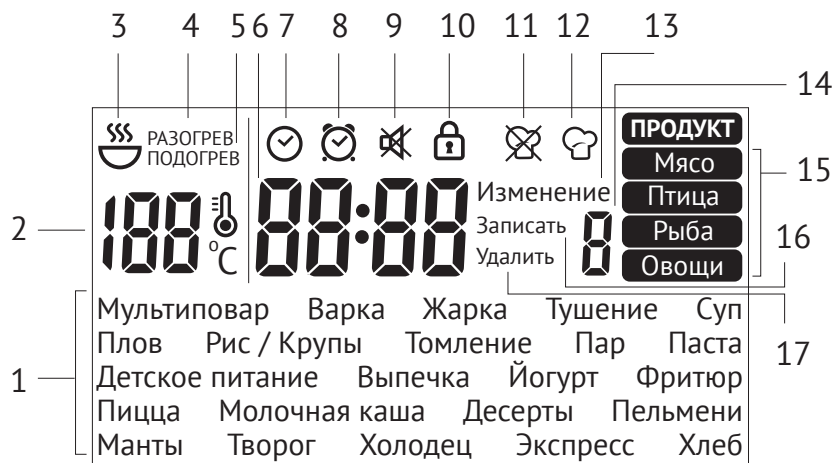 3 4 5 6 7 8 9 10 11 12 13
14
РАЗОГРЕВ
ПОДОГРЕВ
ПРОДУКТ
Мясо
15
Изменение
Птица
2
188
°C
88:88
Записать
8
Рыба
16
Удалить
Овощи
Мультиповар Варка Жарка Тушение Суп
Плов Рис / Крупы Томление Пар Паста
17
1
Детское питание Выпечка Йогурт Фритюр
Пицца Молочная каша Десерты Пельмени
Манты Творог Холодец Экспресс Хлеб